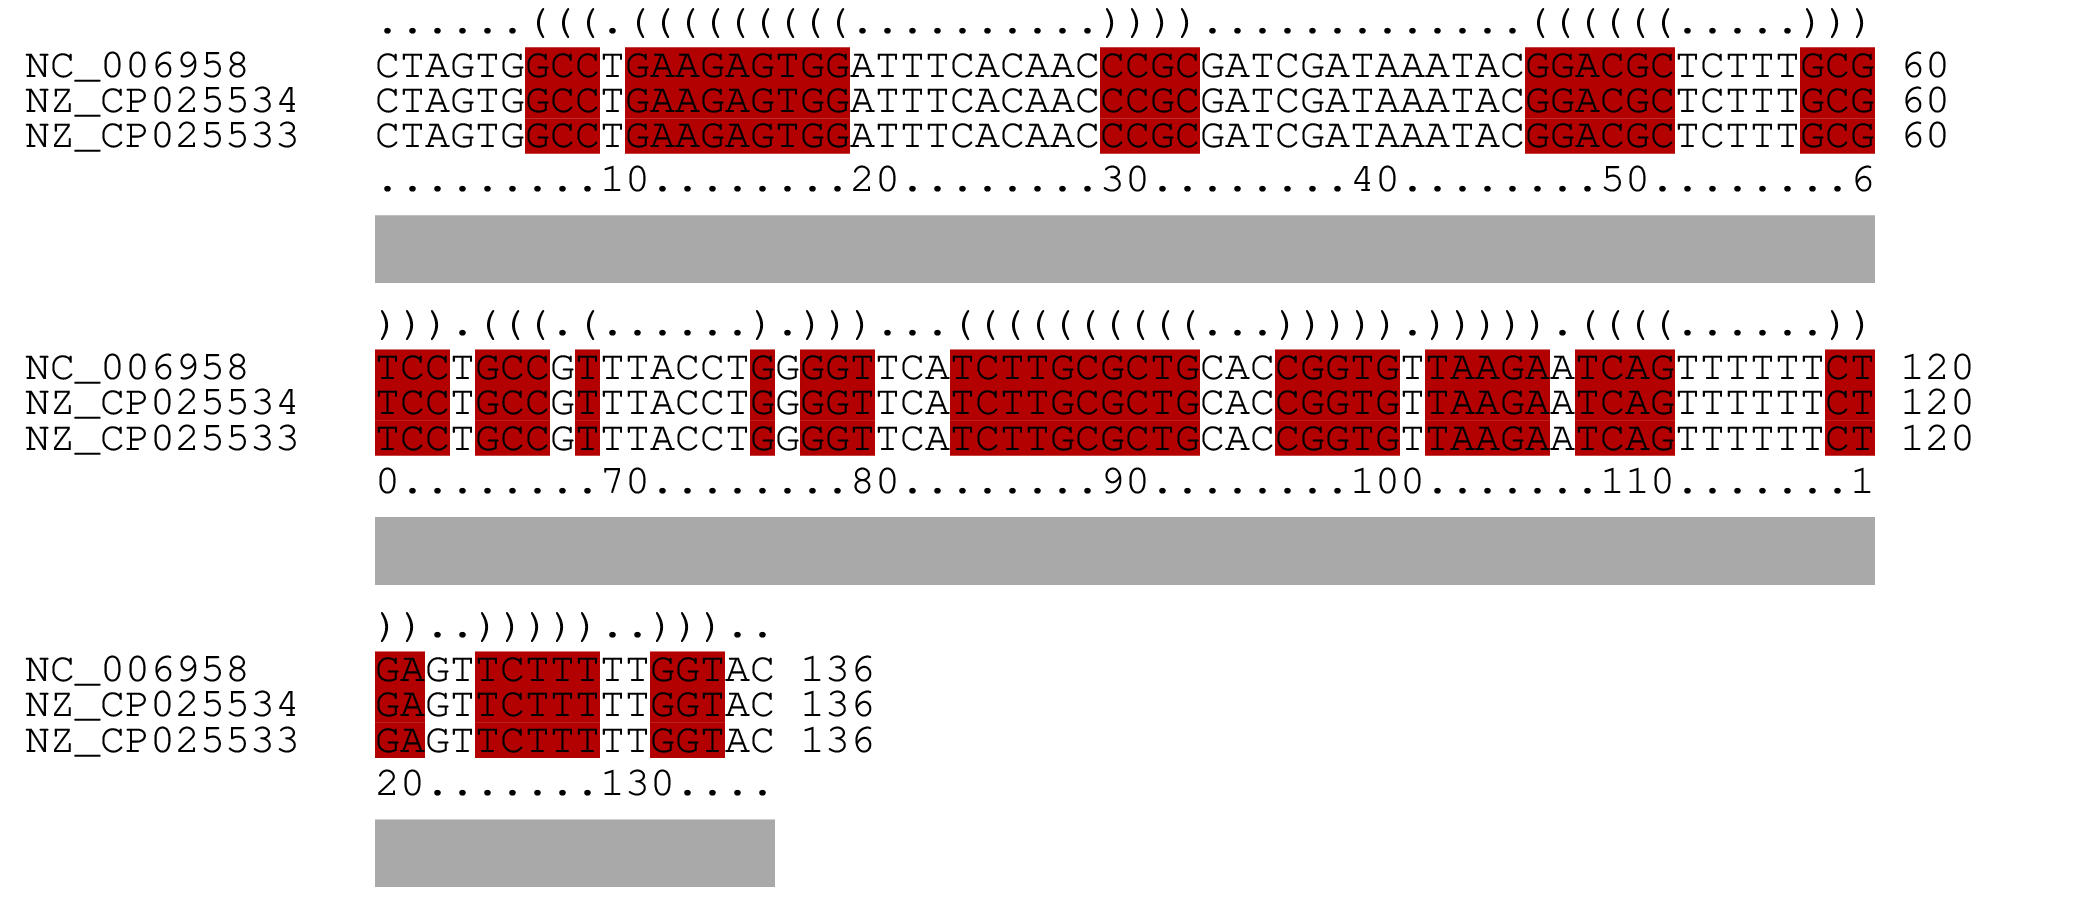 ......(((.(((((((((..........)))).............((((((.....)))
NC_006958 CTAGTGGCCTGAAGAGTGGATTTCACAACCCGCGATCGATAAATACGGACGCTCTTTGCG 60
NZ_CP025534 CTAGTGGCCTGAAGAGTGGATTTCACAACCCGCGATCGATAAATACGGACGCTCTTTGCG 60
NZ_CP025533 CTAGTGGCCTGAAGAGTGGATTTCACAACCCGCGATCGATAAATACGGACGCTCTTTGCG 60
.........10........20........30........40........50........6
))).(((.(......).)))...((((((((((...))))).))))).((((......))
NC_006958 TCCTGCCGTTTACCTGGGGTTCATCTTGCGCTGCACCGGTGTTAAGAATCAGTTTTTTCT 120
NZ_CP025534 TCCTGCCGTTTACCTGGGGTTCATCTTGCGCTGCACCGGTGTTAAGAATCAGTTTTTTCT 120
NZ_CP025533 TCCTGCCGTTTACCTGGGGTTCATCTTGCGCTGCACCGGTGTTAAGAATCAGTTTTTTCT 120
0........70........80........90........100.......110.......1
))..)))))..)))..
NC_006958 GAGTTCTTTTTGGTAC 136
NZ_CP025534 GAGTTCTTTTTGGTAC 136
NZ_CP025533 GAGTTCTTTTTGGTAC 136
20.......130....